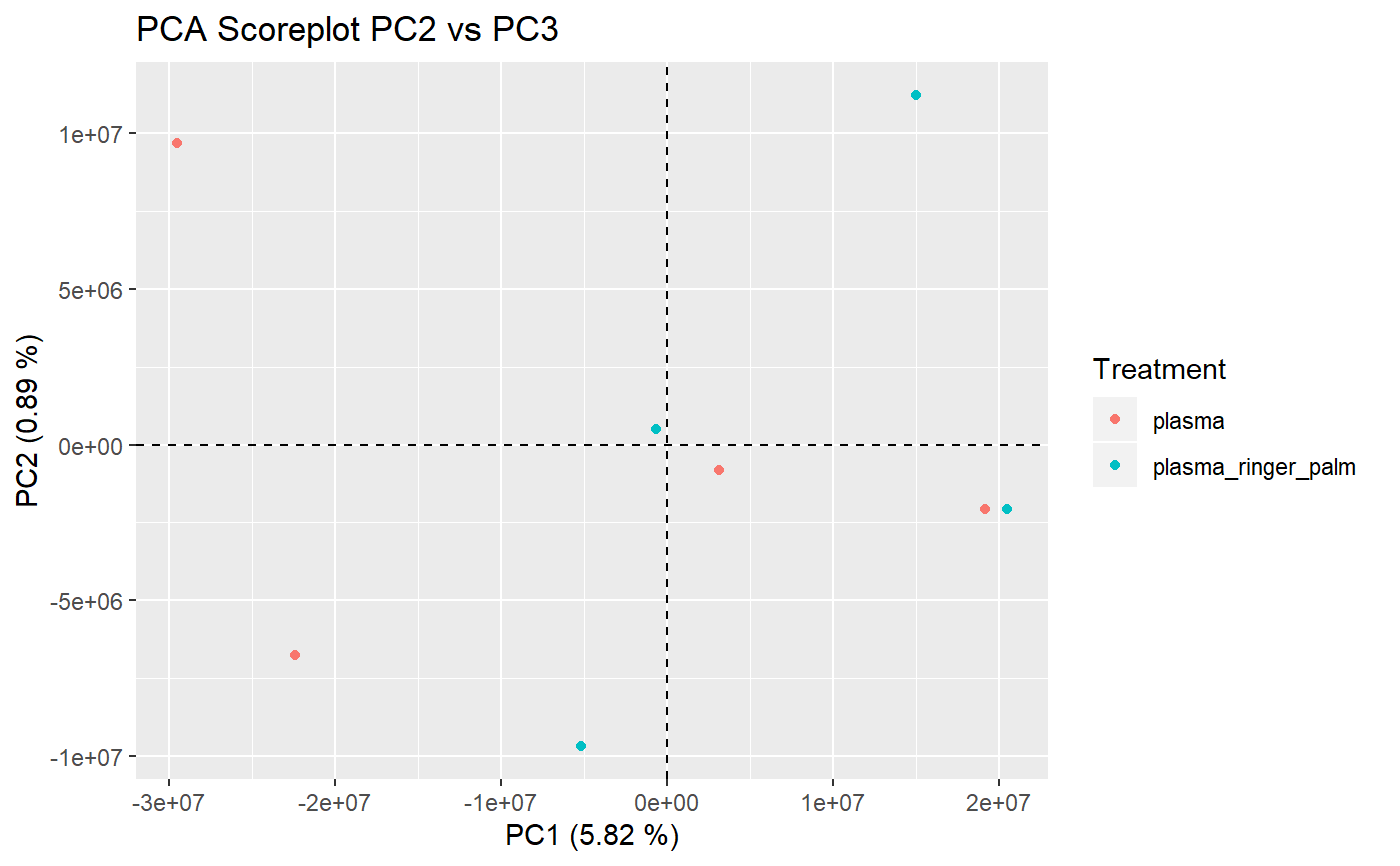 PCA Scoreplot PC2 vs PC3
1e+07
5e+06
0e+00
-5e+06
-1e+07
PC2 (0.89 %)
-3e+07
-2e+07
-1e+07
0e+00
1e+07
2e+07
PC1 (5.82 %)
Treatment
plasma
plasma_ringer_palm